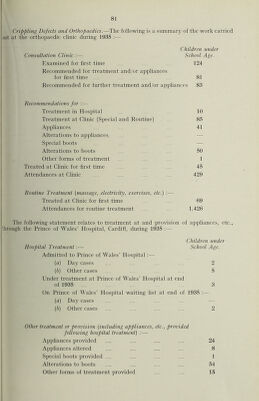 81
Crippling Defects and Orthopaedics.—The following is a summary of the work carried
out at the orthopaedic clinic during 1938 :—
Children under
School Age.
Consultation Clinic :—
Examined for first time 124
Recommended for treatment and/or appliances
for first time 81
Recommended for further treatment and/or appliances 83
Recommendations for :—
Treatment in Hospital 10
Treatment at Clinic (Special and Routine) 85
Appliances 41
Alterations to appliances —
Special boots —
Alterations to boots 50
Other forms of treatment 1
Treated at Clinic for first time 45
Attendances at Clinic 429
Routine Treatment (massage, electricity, exercises, etc.) :—
Treated at Clinic for first time 69
Attendances for routine treatment 1,426
The following statement relates to treatment at and provision of appliances, etc.,
through the Prince of Wales' Hospital, Cardiff, during 1938 :—
Children under
School Age.
Hospital Treatment :—
Admitted to Prince of Wales' Hospital :—
(a) Day cases 2
(b) Other cases 5
Under treatment at Prince of Wales' Hospital at end
of 1938 3
On Prince of Wales' Hospital waiting list at end of 1938 :—
(a) Day cases —
(b) Other cases 2
Other treatment or provision (including appliances, etc., provided
following hospital treatment) :—
Appliances provided 24
Appliances altered 8
Special boots provided 1
Alterations to boots 54
Other forms of treatment provided 15